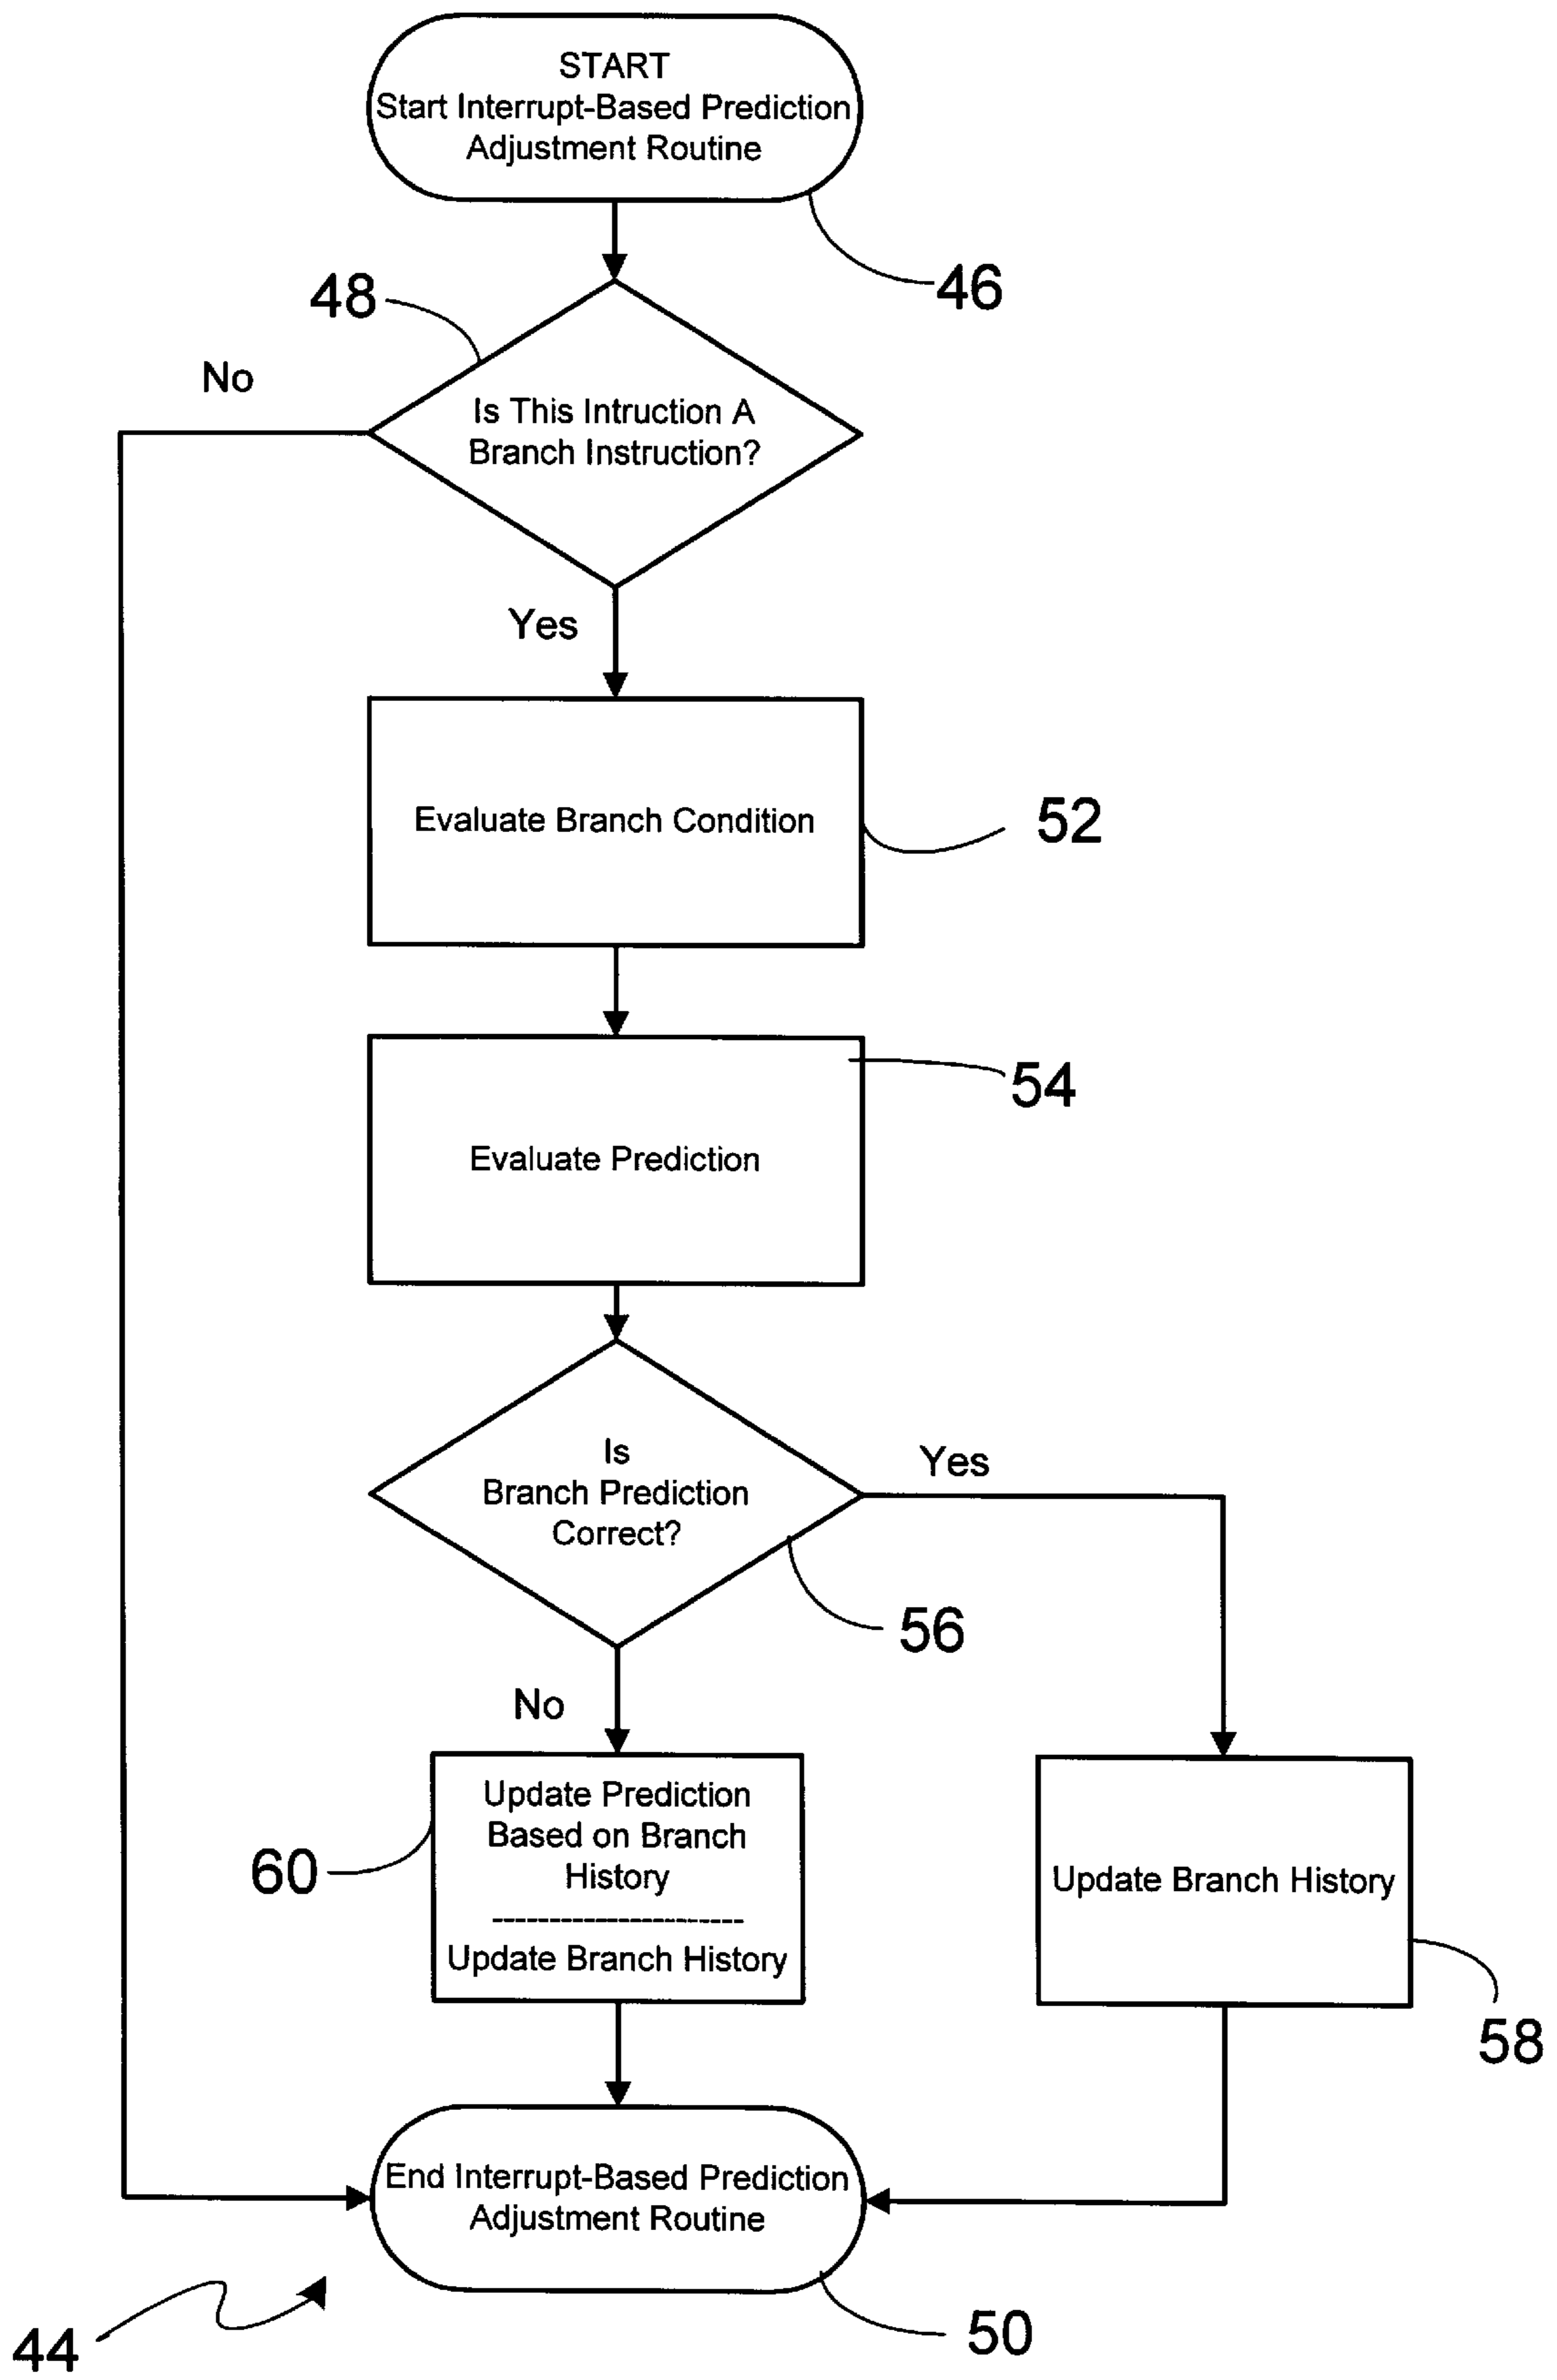 START
Start Interrupt-Based Prediction
Adjustment Routine
46
48
No
Is This Intruction A
Branch Instruction?
Yes
Evaluate Branch Condition
52
54
Evaluate Prediction
Is
Branch Prediction
Correct?
Yes
56
No
Update Prediction
Based on Branch
History
--------------------
Update Branch History
60
Update Branch History
58
End Interrupt-Based Prediction
Adjustment Routine
44
50